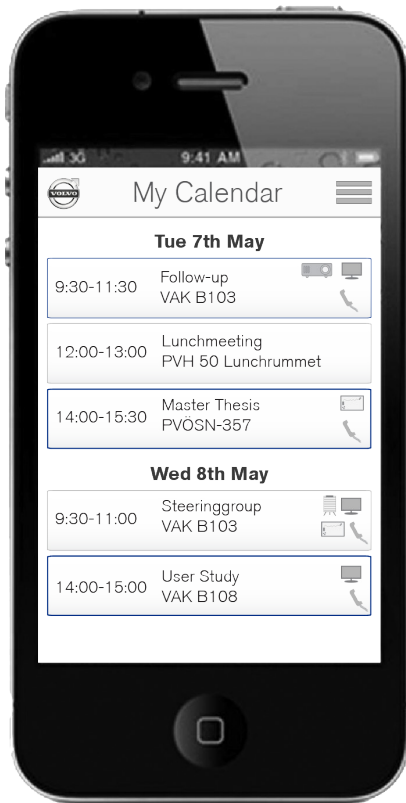 3G 9:41 AM
VOLVO
My Calendar
Tue 7th May
9:30-11:30
Follow-up
VAK B103
12:00-13:00
Lunchmeeting
PVH 50 Lunchrummet
14:00-15:30
Master Thesis
PVÖSN-357
Wed 8th May
9:30-11:00
Steeringgroup
VAK B103
14:00-15:00
User Study
VAK B108